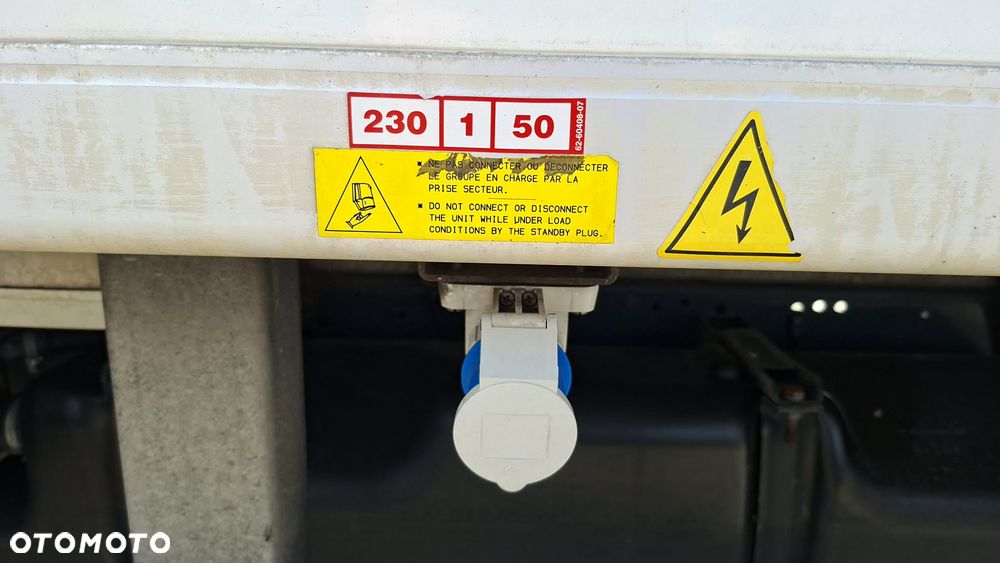 230 1 50
62-60408-07
* NE PAS CONNECTER OU DECONNECTER
LE GROUPE EN CHARGE PAR LA
PRISE SECTEUR.
* DO NOT CONNECT OR DISCONNECT
THE UNIT WHILE UNDER LOAD
CONDITIONS BY THE STANDBY PLUG.
OTOMOTO